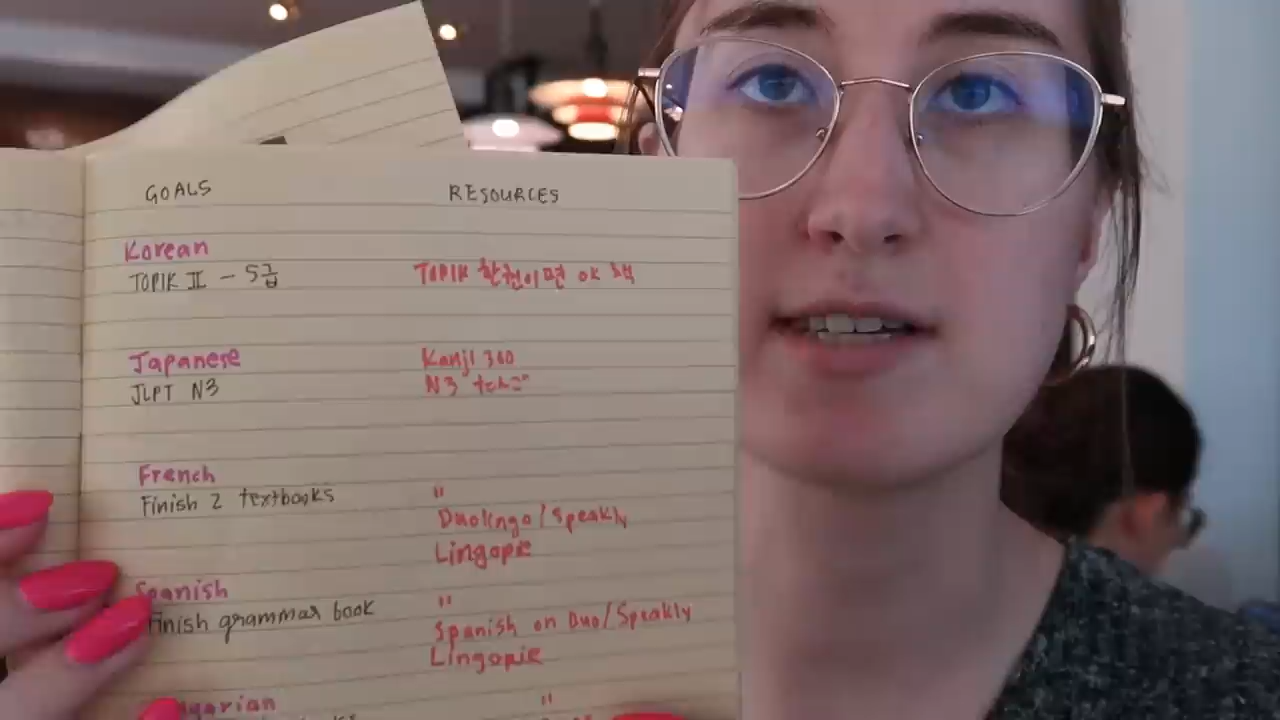 GOALS RESOURCES
Korean
TOPIK II - 5급 TOPIK 한권이면 OK 책
Japanese Kanji 300
JLPT N3 N3 たんご
French
Finish 2 textbooks "
Duolingo/Speakly
Lingopie
Spanish
Finish grammar book "
Spanish on Duo/Speakly
Lingopie
"